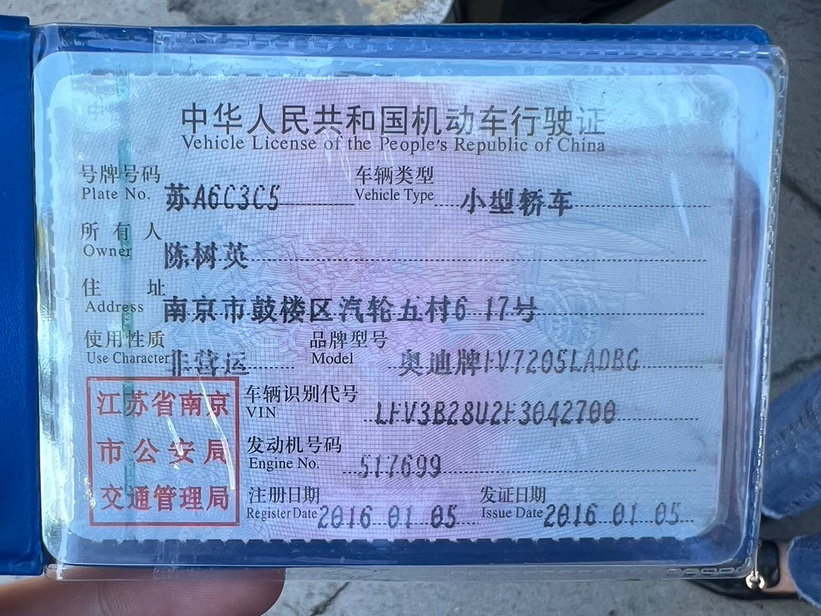 中华人民共和国机动车行驶证
Vehicle License of the People's Republic of China
号牌号码 苏A6C3C5 车辆类型 小型轿车
Plate No. Vehicle Type
所有人 陈树英
Owner
住址 南京市鼓楼区汽轮五村6 17号
Address
使用性质 非营运 品牌型号 奥迪牌FV7205LADBG
Use Character Model
江苏省南京
市公安局
交通管理局
车辆识别代号 LFV3B28U2F3042700
VIN
发动机号码 517699
Engine No.
注册日期 2016 01 05 发证日期 2016 01 05
Register Date Issue Date